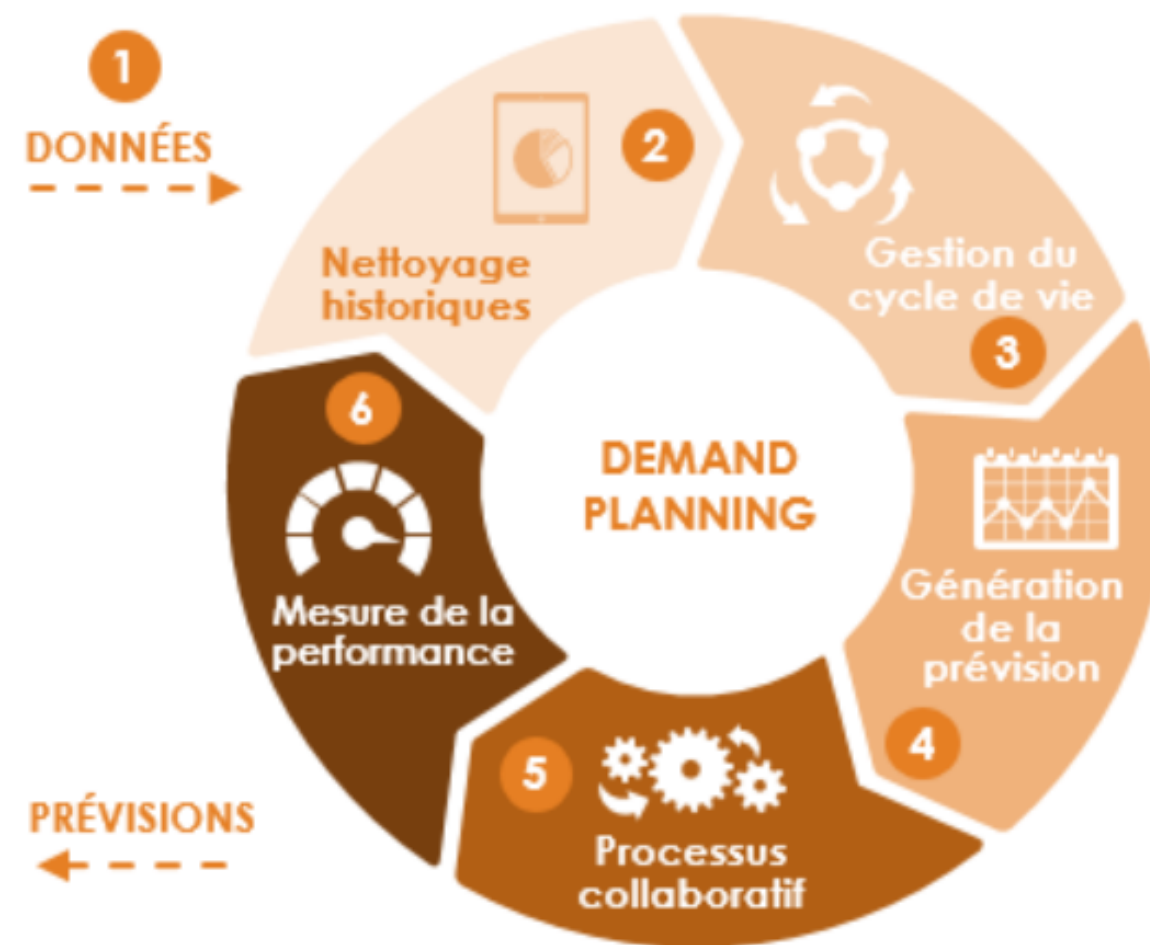 1
DONNÉES
2
Nettoyage
historiques
Gestion du
cycle de vie
3
DEMAND
PLANNING
Génération
de la
prévision
4
5
Processus
collaboratif
6
Mesure de la
performance
PRÉVISIONS